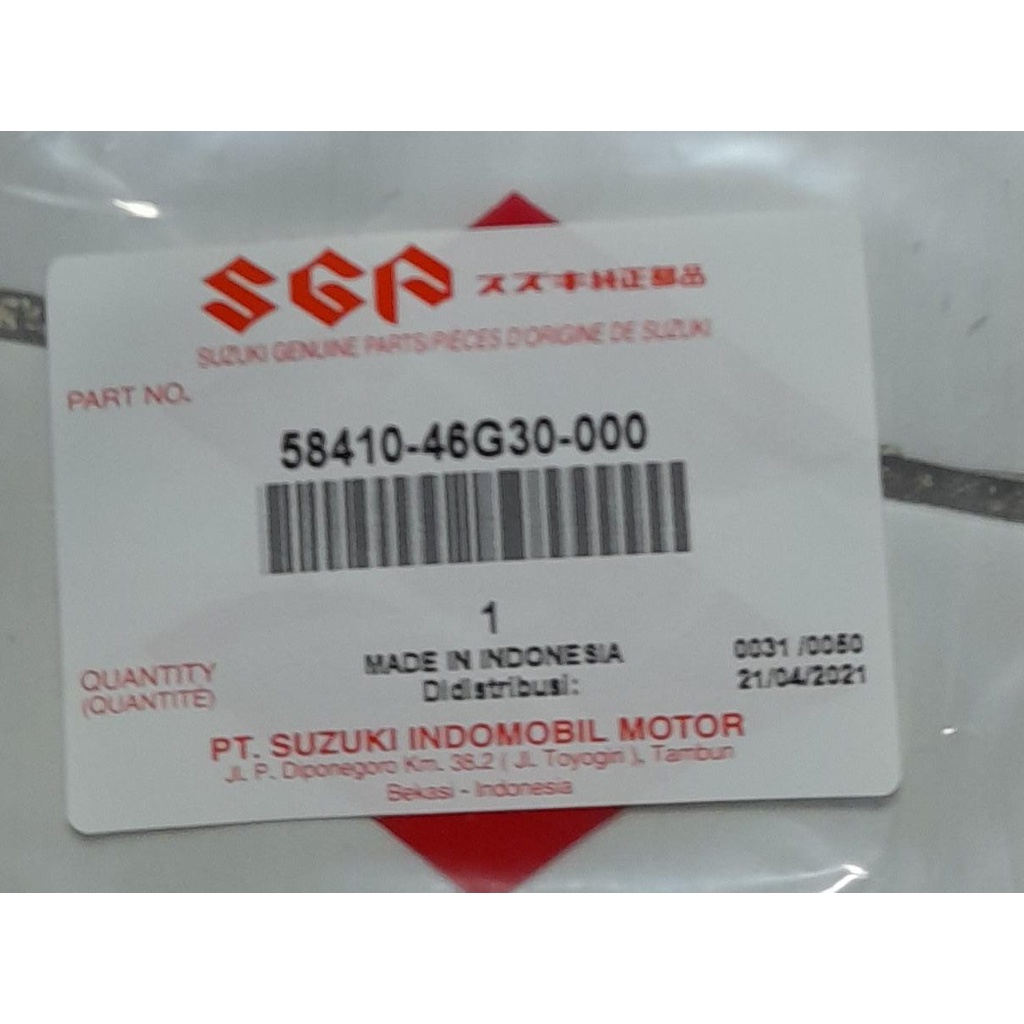 SGP スズキ純正部品
SUZUKI GENUINE PARTS/PIECES D'ORIGINE DE SUZUKI
PART NO.
58410-46G30-000
1
MADE IN INDONESIA
0031 /0050
QUANTITY
(QUANTITE)
Didistribusi:
21/04/2021
PT. SUZUKI INDOMOBIL MOTOR
Jl. P. Diponegoro Km. 38.2 ( Jl. Toyogiri ), Tambun
Bekasi - Indonesia